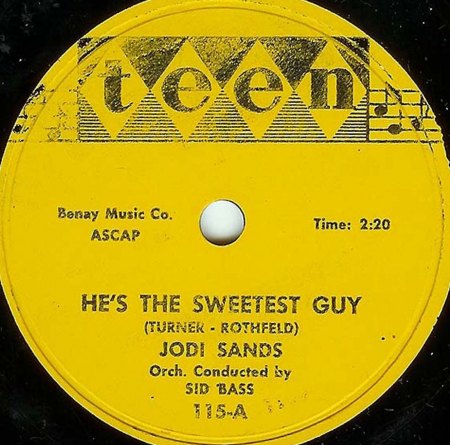 teen
Benay Music Co.
ASCAP
Time: 2:20
HE'S THE SWEETEST GUY
(TURNER - ROTHFELD)
JODI SANDS
Orch. Conducted by
SID BASS
115-A